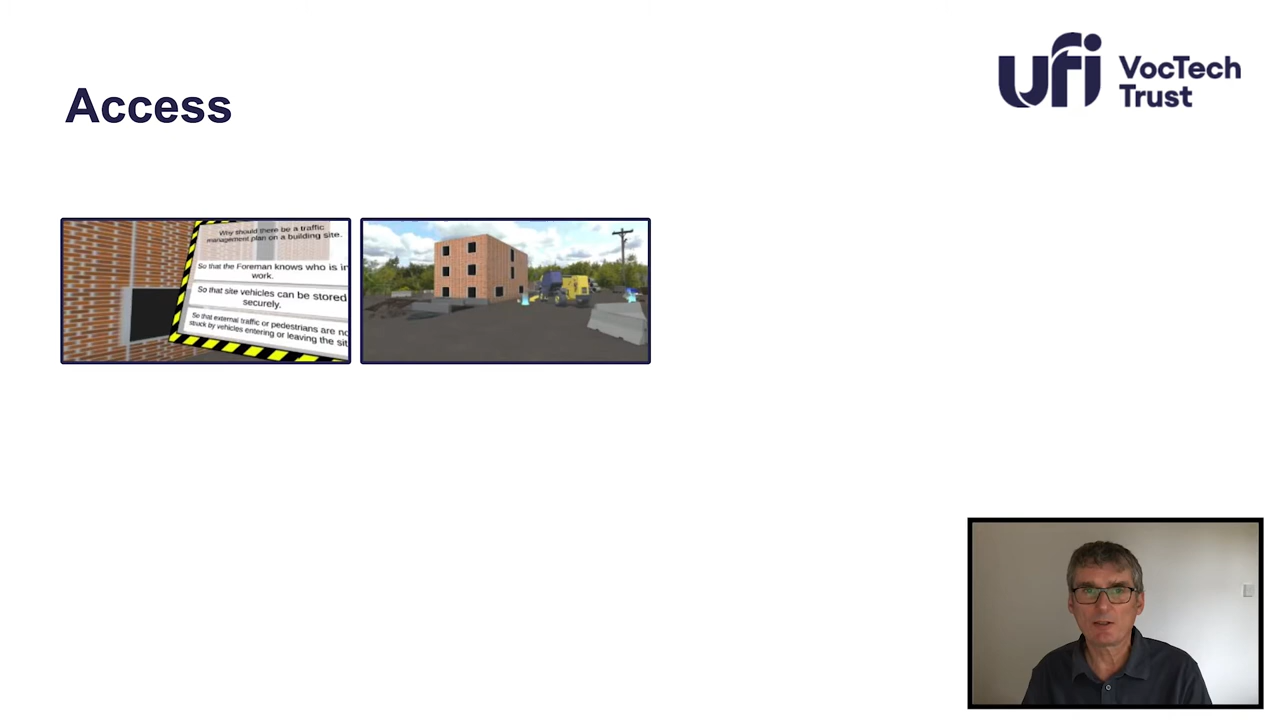 Access
ufi VocTech
Trust
Why should there be a traffic
management plan on a building site.
So that the Foreman knows who is in
work.
So that site vehicles can be stored
securely.
So that external traffic or pedestrians are
struck by vehicles entering or leaving the